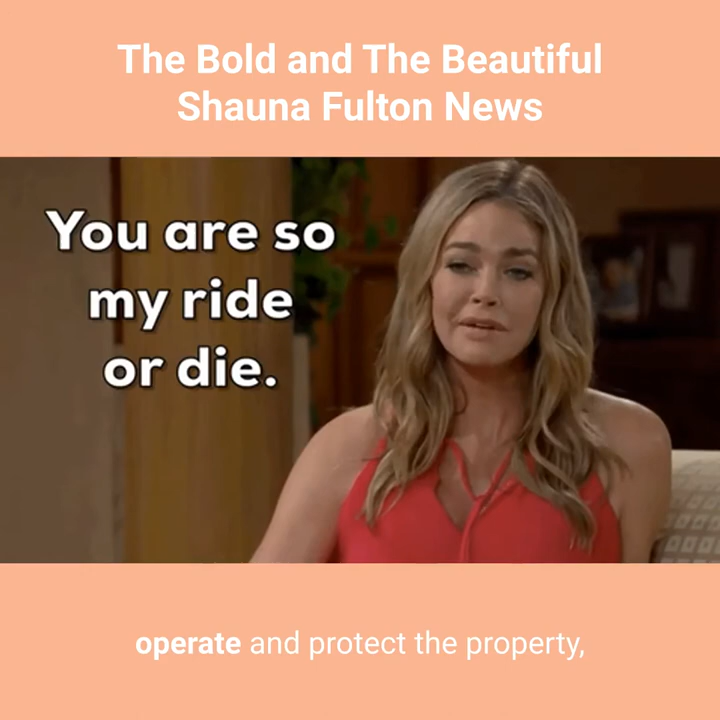 The Bold and The Beautiful
Shauna Fulton News
You are so
my ride
or die.
operate and protect the property,